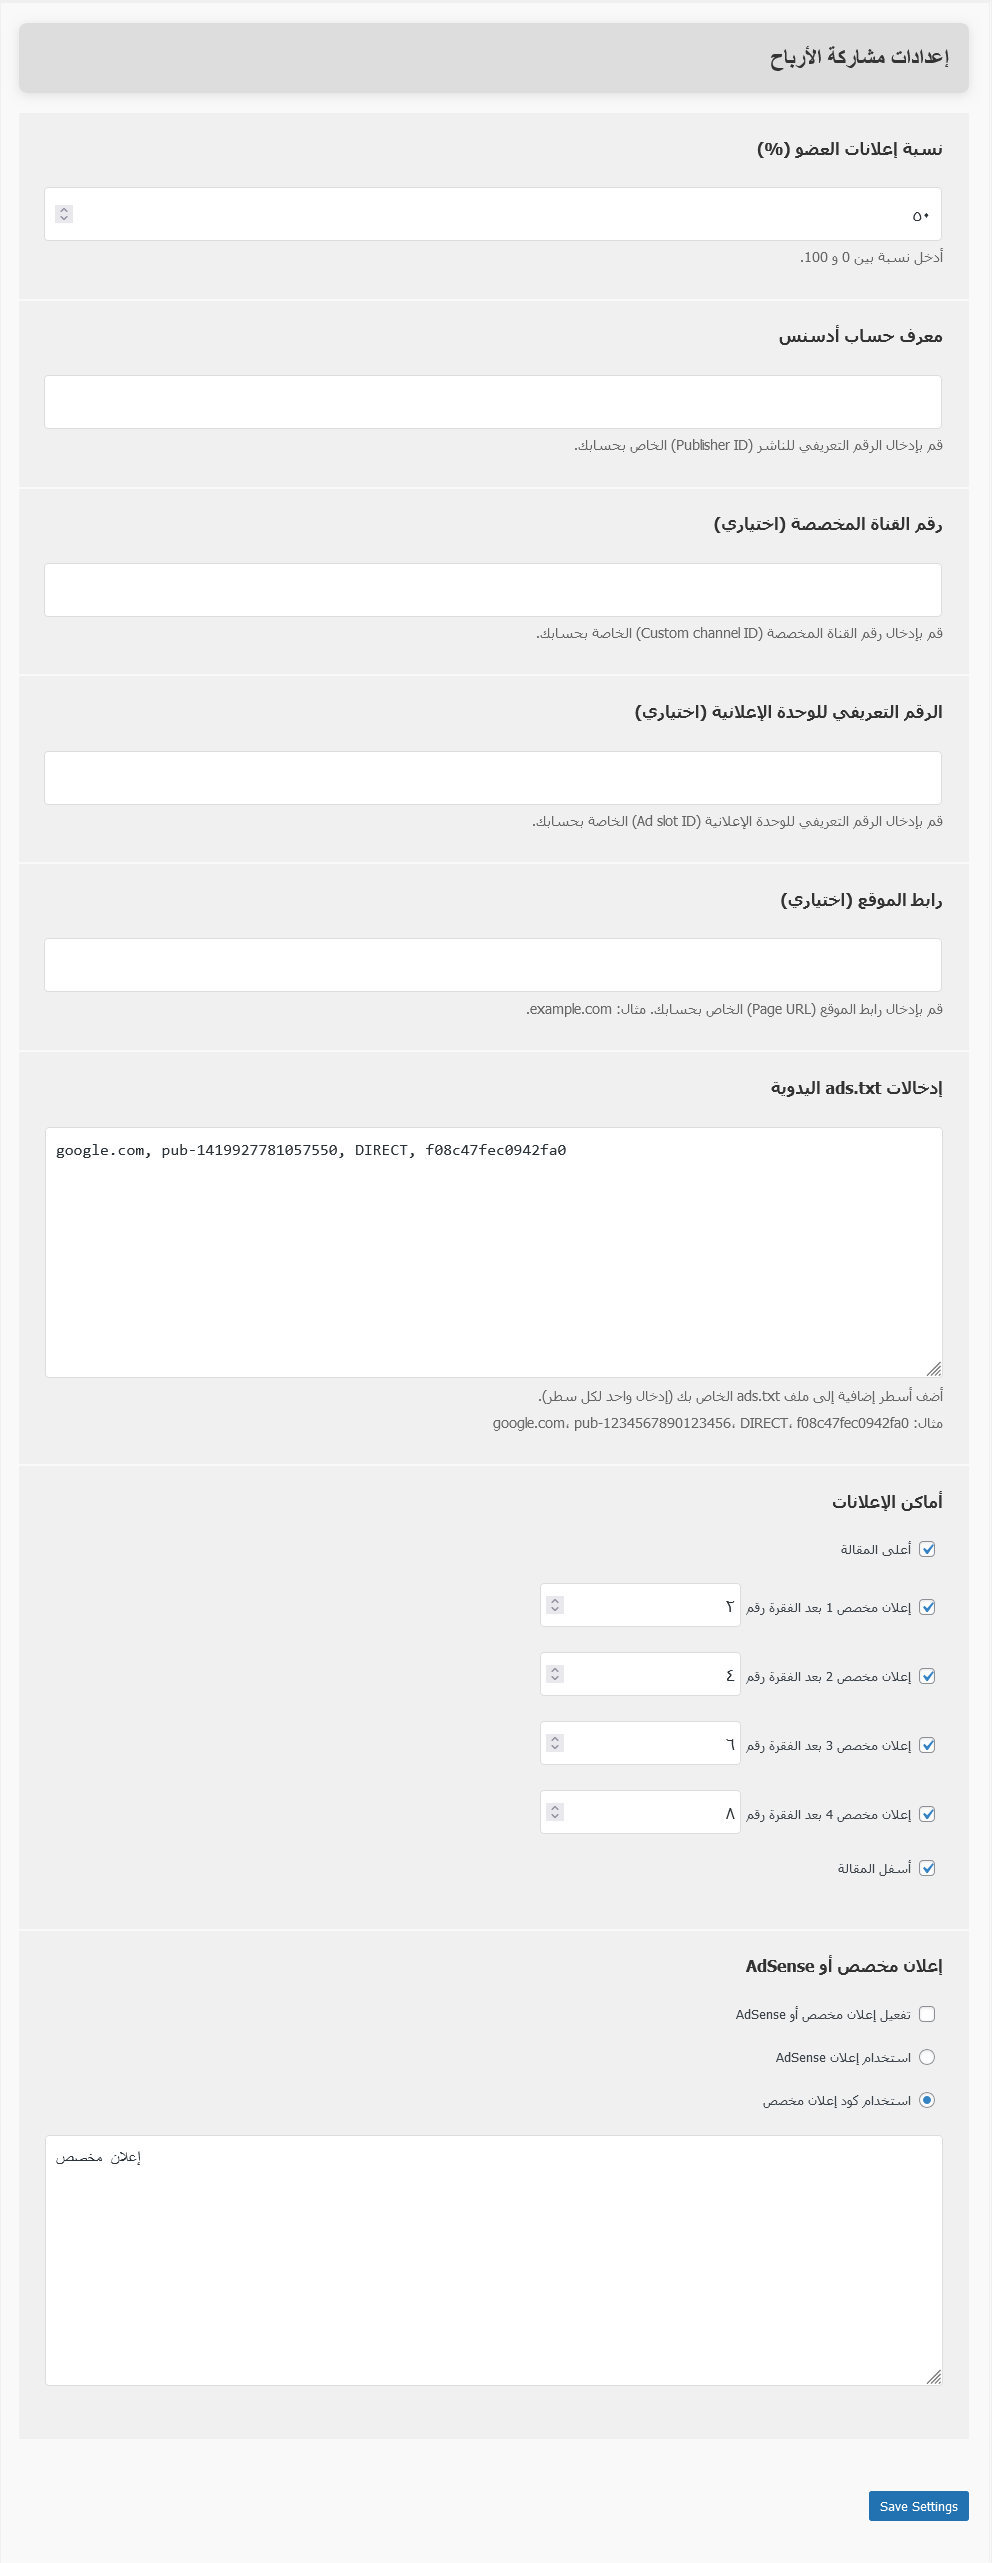 إعدادات مشاركة الأرباح
نسبة إعلانات العضو (%)
٥٠
أدخل نسبة بين 0 و 100.
معرف حساب أدسنس
قم بإدخال الرقم التعريفي للناشر (Publisher ID) الخاص بحسابك.
رقم القناة المخصصة (اختياري)
قم بإدخال رقم القناة المخصصة (Custom channel ID) الخاصة بحسابك.
الرقم التعريفي للوحدة الإعلانية (اختياري)
قم بإدخال الرقم التعريفي للوحدة الإعلانية (Ad slot ID) الخاصة بحسابك.
رابط الموقع (اختياري)
قم بإدخال رابط الموقع (Page URL) الخاص بحسابك. مثال: example.com.
إدخالات ads.txt اليدوية
google.com, pub-1419927781057550, DIRECT, f08c47fec0942fa0
أضف أسطر إضافية إلى ملف ads.txt الخاص بك (إدخال واحد لكل سطر).
مثال: google.com، pub-1234567890123456، DIRECT، f08c47fec0942fa0
أماكن الإعلانات
أعلى المقالة
إعلان مخصص 1 بعد الفقرة رقم ٢
إعلان مخصص 2 بعد الفقرة رقم ٤
إعلان مخصص 3 بعد الفقرة رقم ٦
إعلان مخصص 4 بعد الفقرة رقم ٨
أسفل المقالة
إعلان مخصص أو AdSense
تفعيل إعلان مخصص أو AdSense
استخدام إعلان AdSense
استخدام كود إعلان مخصص
إعلان مخصص
Save Settings